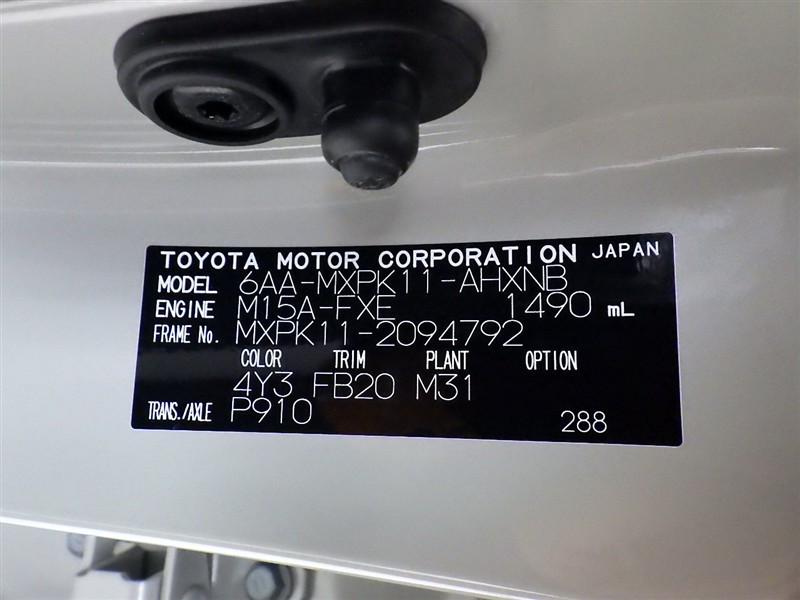 TOYOTA MOTOR CORPORATION JAPAN
MODEL 6AA-MXPK11-AHXNB
ENGINE M15A-FXE 1490 mL
FRAME No. MXPK11-2094792
COLOR TRIM PLANT OPTION
4Y3 FB20 M31
TRANS./AXLE P910 288